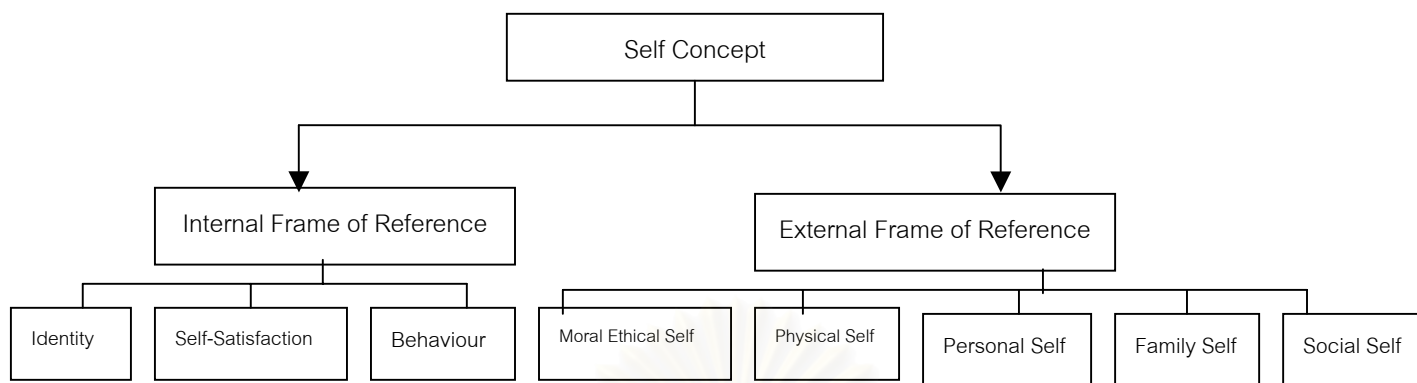 Self Concept
Internal Frame of Reference
External Frame of Reference
Identity
Self-Satisfaction
Behaviour
Moral Ethical Self
Physical Self
Personal Self
Family Self
Social Self